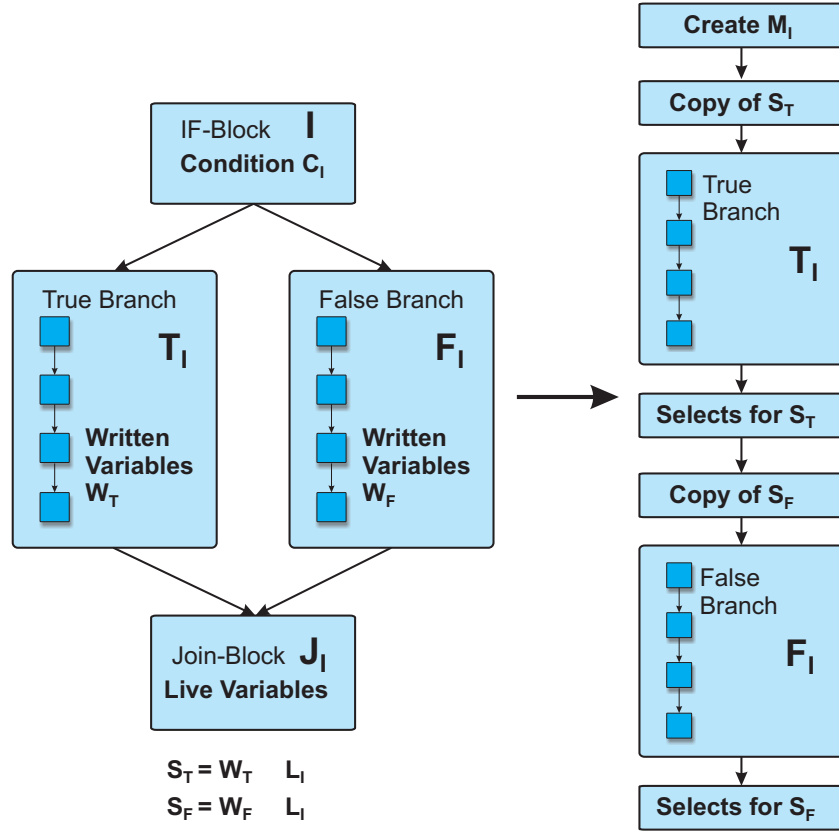 IF-Block I
Condition C_I
True Branch
T_I
Written
Variables
W_T
False Branch
F_I
Written
Variables
W_F
Join-Block J_I
Live Variables
S_T = W_T L_I
S_F = W_F L_I
Create M_I
Copy of S_T
True
Branch
T_I
Selects for S_T
Copy of S_F
False
Branch
F_I
Selects for S_F